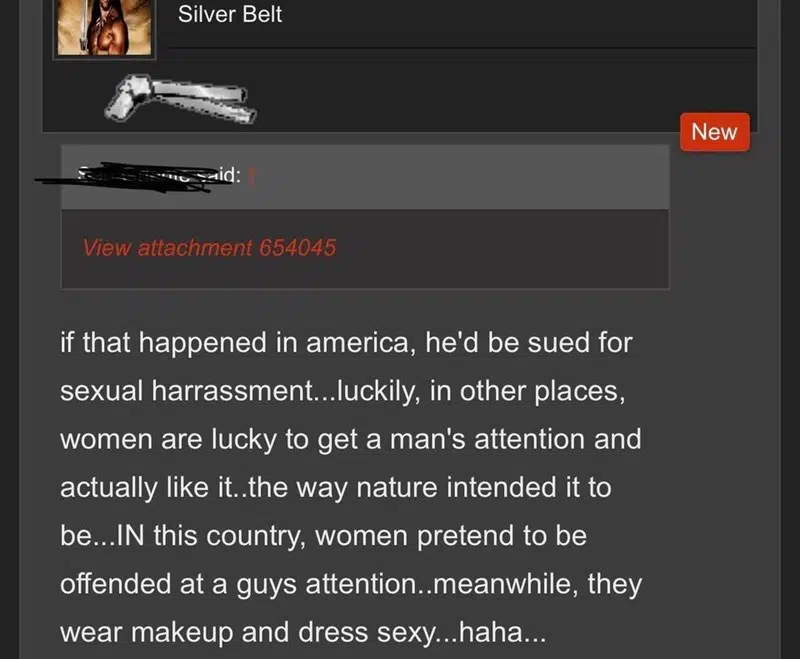 Silver Belt
New
said:
View attachment 654045
if that happened in america, he'd be sued for
sexual harrassment...luckily, in other places,
women are lucky to get a man's attention and
actually like it..the way nature intended it to
be...IN this country, women pretend to be
offended at a guys attention..meanwhile, they
wear makeup and dress sexy...haha...